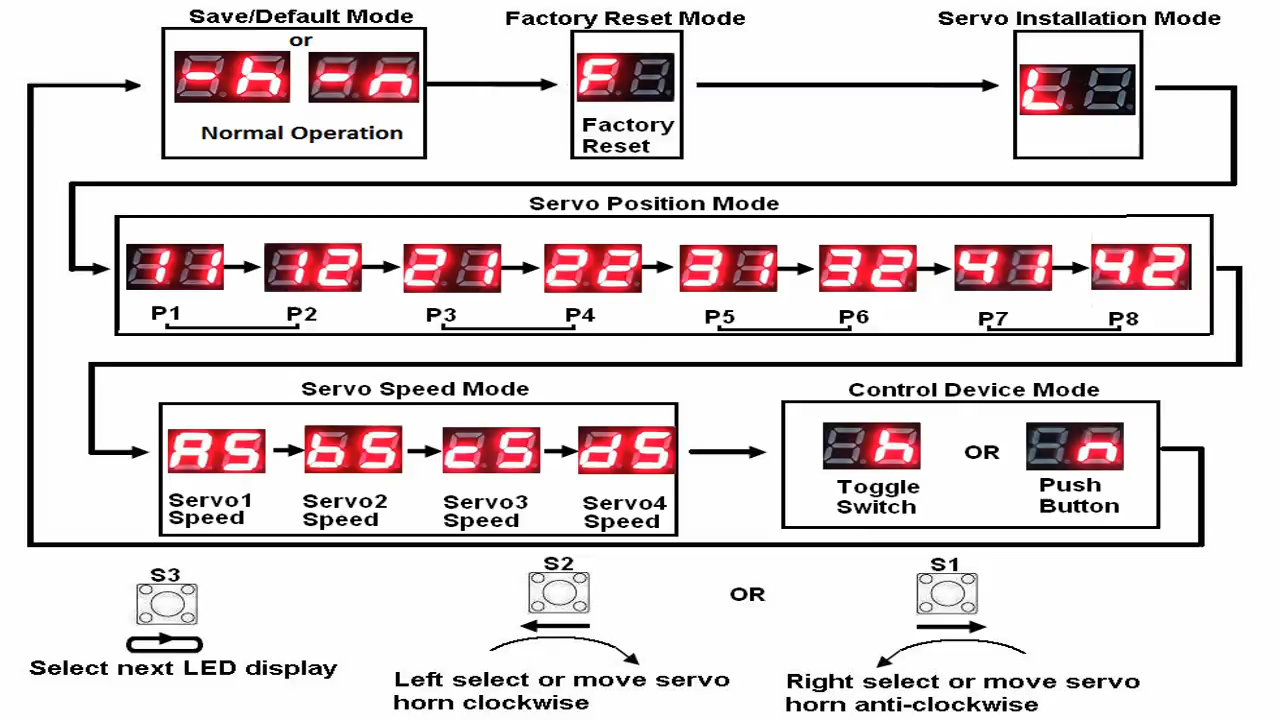 Save/Default Mode
Factory Reset Mode
Servo Installation Mode
or
-h
-n
F
L
Normal Operation
Factory
Reset
Servo Position Mode
11
12
21
22
31
32
41
42
P1
P2
P3
P4
P5
P6
P7
P8
Servo Speed Mode
Control Device Mode
AS
bS
cS
dS
h
OR
n
Servo1
Speed
Servo2
Speed
Servo3
Speed
Servo4
Speed
Toggle
Switch
Push
Button
S3
S2
OR
S1
Select next LED display
Left select or move servo
horn clockwise
Right select or move servo
horn anti-clockwise